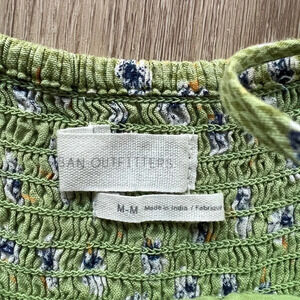 BAN OUTFITTERS
M-M Made in India / Fabriqué